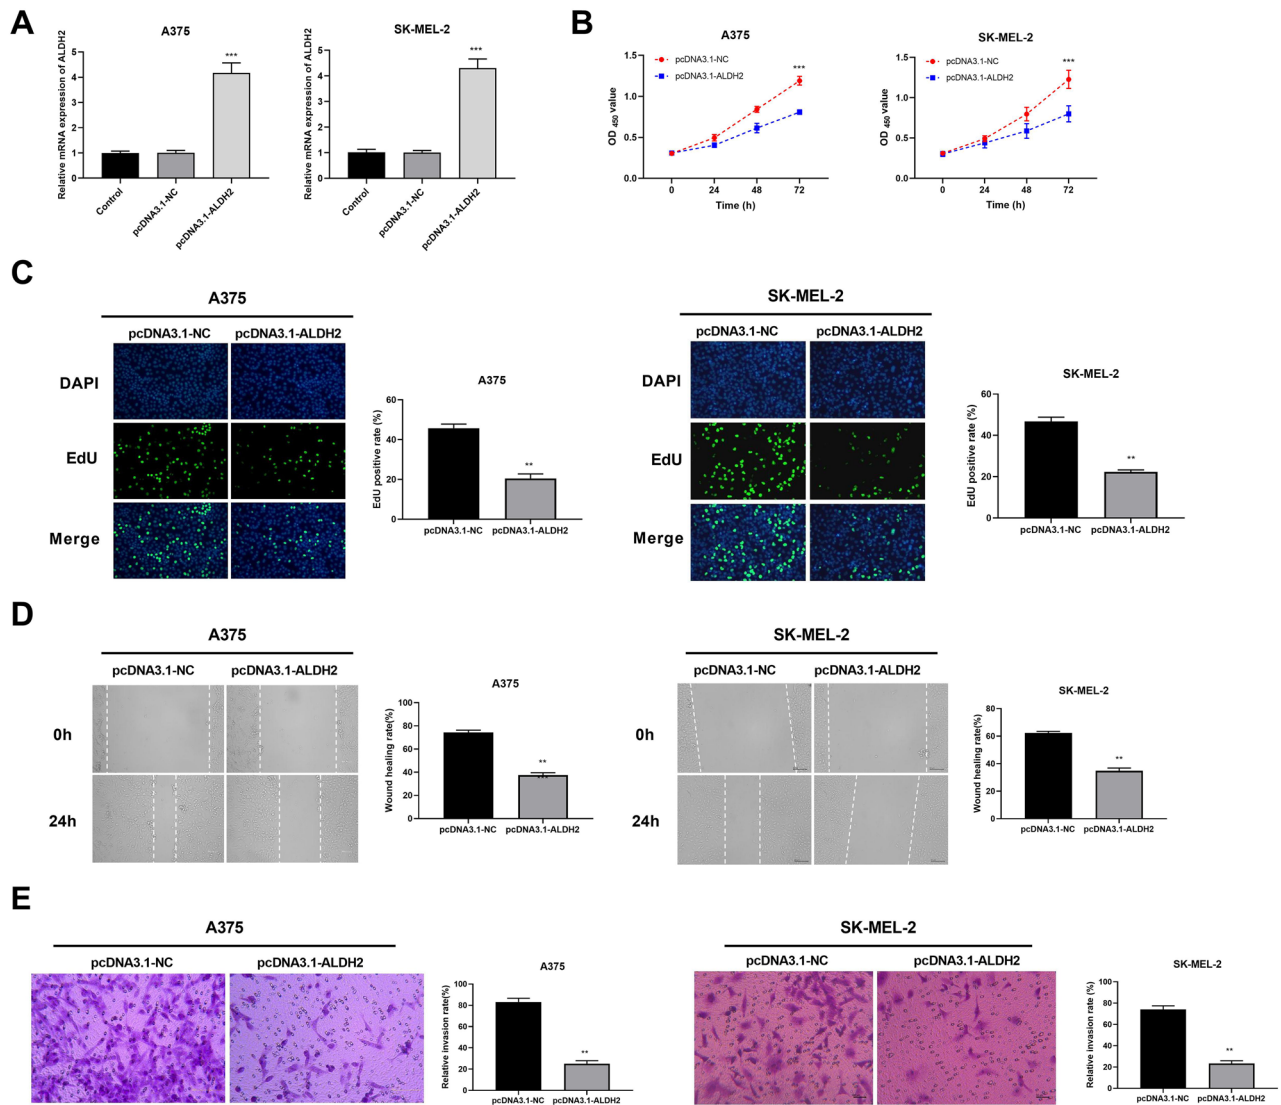 A
A375
Relative mRNA expression of ALDH2
5
4
3
2
1
0
***
Control
pcDNA3.1-NC
pcDNA3.1-ALDH2
SK-MEL-2
Relative mRNA expression of ALDH2
5
4
3
2
1
0
***
Control
pcDNA3.1-NC
pcDNA3.1-ALDH2
B
A375
OD 450 value
1.5
1.0
0.5
0.0
pcDNA3.1-NC
pcDNA3.1-ALDH2
***
0 24 48 72
Time (h)
SK-MEL-2
OD 450 value
1.5
1.0
0.5
0.0
pcDNA3.1-NC
pcDNA3.1-ALDH2
***
0 24 48 72
Time (h)
C
A375
pcDNA3.1-NC pcDNA3.1-ALDH2
DAPI
EdU
Merge
A375
EdU positive rate (%)
60
40
20
0
**
pcDNA3.1-NC pcDNA3.1-ALDH2
SK-MEL-2
pcDNA3.1-NC pcDNA3.1-ALDH2
DAPI
EdU
Merge
SK-MEL-2
EdU positive rate (%)
60
40
20
0
**
pcDNA3.1-NC pcDNA3.1-ALDH2
D
A375
pcDNA3.1-NC pcDNA3.1-ALDH2
0h
24h
A375
Wound healing rate(%)
100
80
60
40
20
0
**
***
pcDNA3.1-NC pcDNA3.1-ALDH2
SK-MEL-2
pcDNA3.1-NC pcDNA3.1-ALDH2
0h
24h
SK-MEL-2
Wound healing rate(%)
80
60
40
20
0
**
pcDNA3.1-NC pcDNA3.1-ALDH2
E
A375
pcDNA3.1-NC pcDNA3.1-ALDH2
A375
Relative invasion rate(%)
100
80
60
40
20
0
**
pcDNA3.1-NC pcDNA3.1-ALDH2
SK-MEL-2
pcDNA3.1-NC pcDNA3.1-ALDH2
SK-MEL-2
Relative invasion rate (%)
100
80
60
40
20
0
**
pcDNA3.1-NC pcDNA3.1-ALDH2